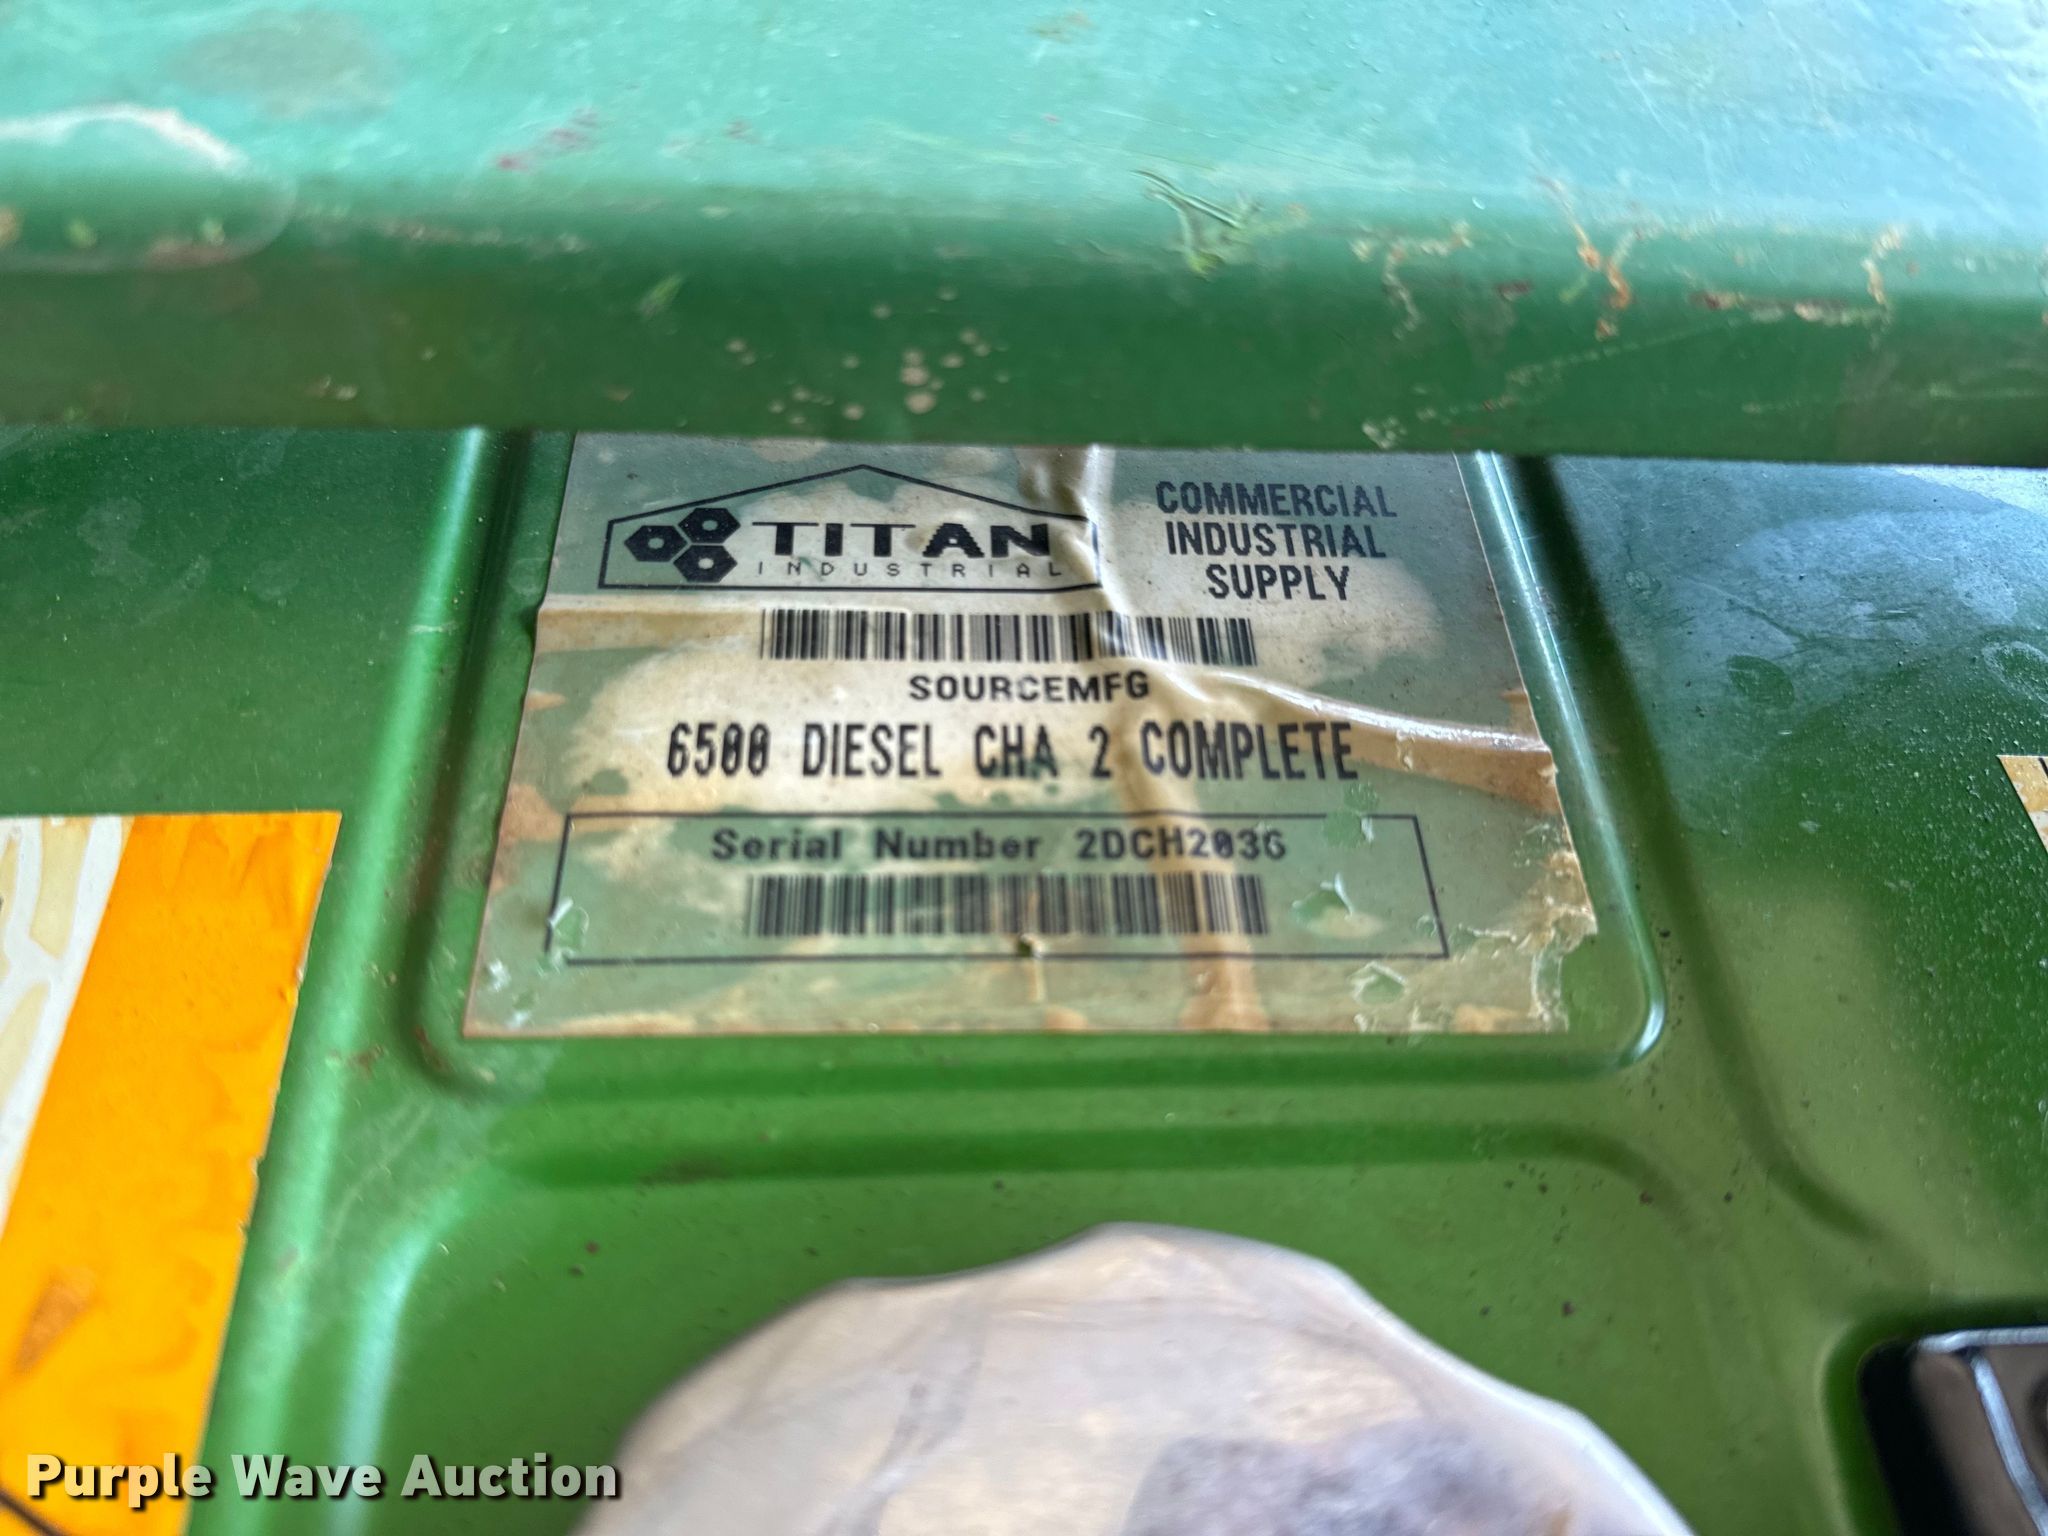 TITAN
INDUSTRIAL
COMMERCIAL
INDUSTRIAL
SUPPLY
SOURCEMFG
6500 DIESEL CHA 2 COMPLETE
Serial Number 2DCH2036
Purple Wave Auction